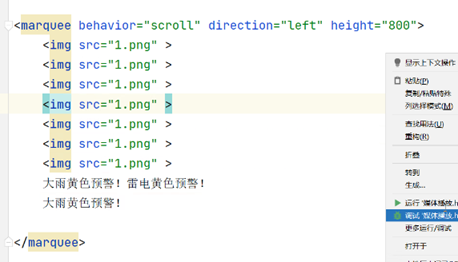 <marquee behavior="scroll" direction="left" height="800">
<img src="1.png" >
<img src="1.png" >
<img src="1.png" >
<img src="1.png" >
<img src="1.png" >
<img src="1.png" >
<img src="1.png" >
大雨黄色预警！雷电黄色预警！
大雨黄色预警！
</marquee>
显示上下文操作
粘贴(P)
复制/粘贴特殊
列选择模式(M)
查找用法(U)
重构(R)
折叠
转到
生成...
运行 '媒体播放.h
调试 '媒体播放.h
更多运行/调试
打开于